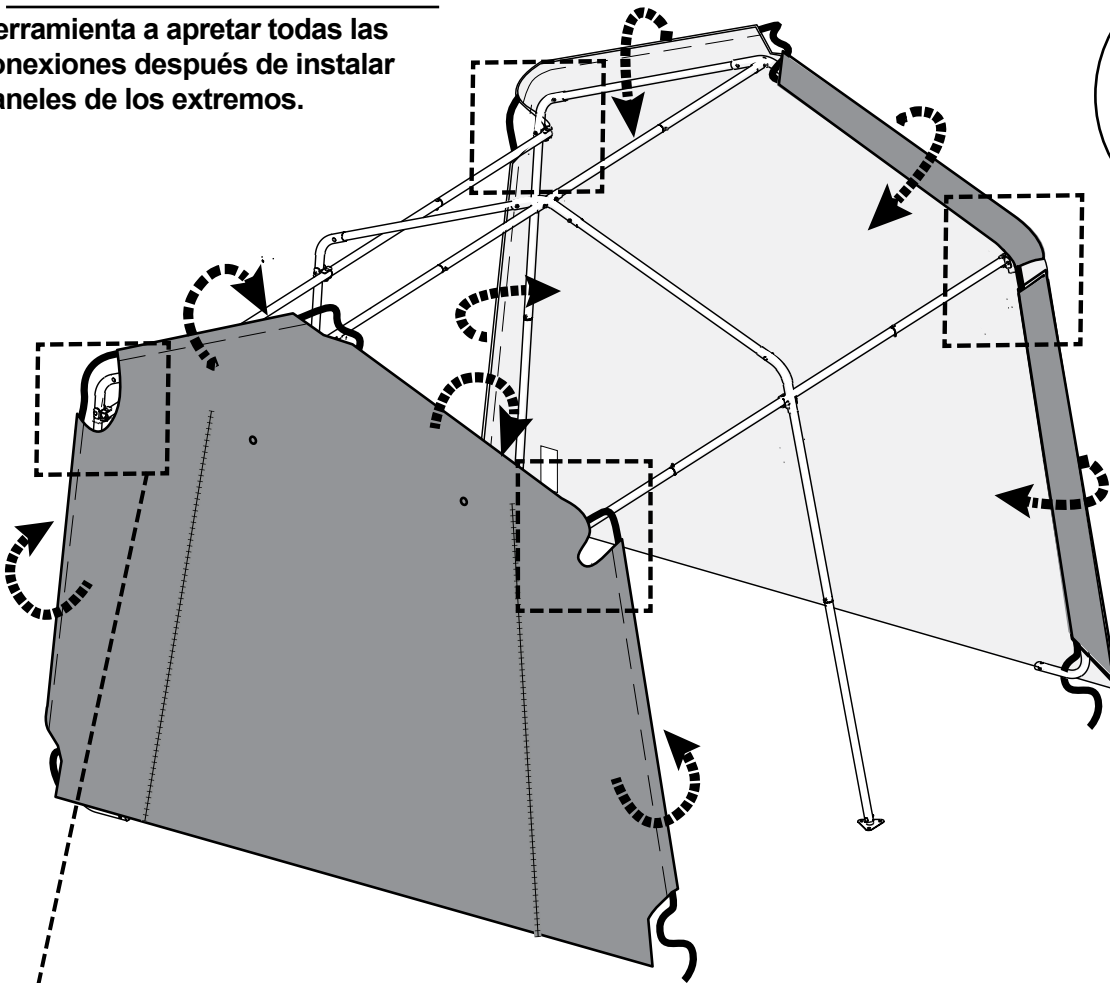 erramienta a apretar todas las
onexiones después de instalar
aneles de los extremos.